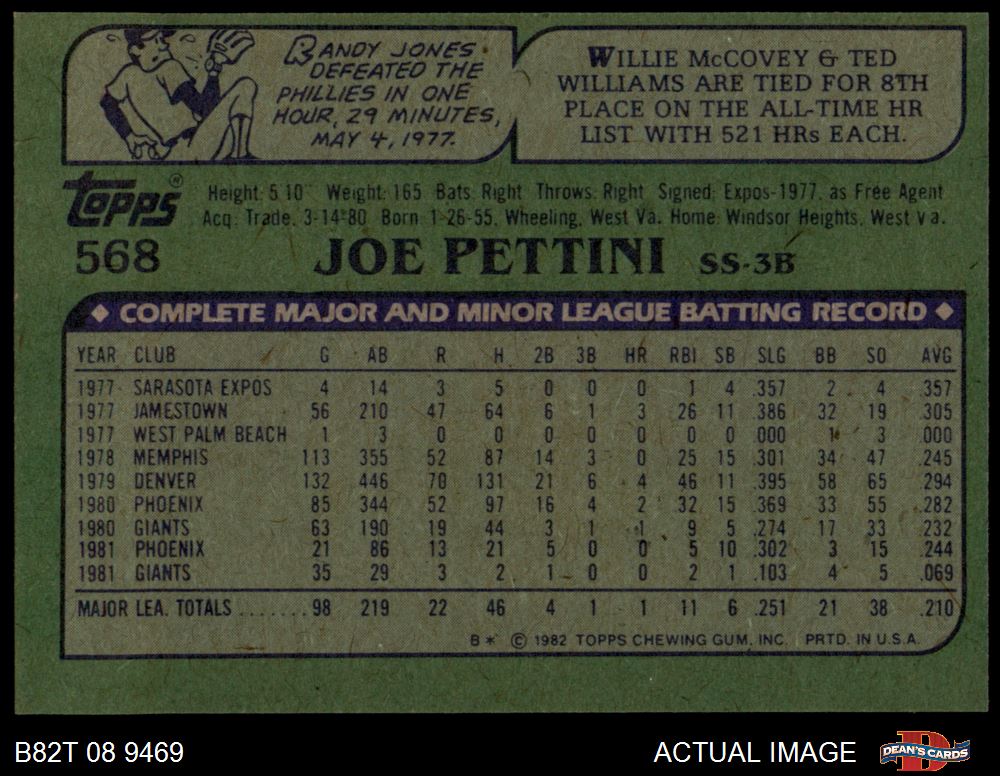 RANDY JONES
DEFEATED THE
PHILLIES IN ONE
HOUR, 29 MINUTES,
MAY 4, 1977.
WILLIE McCOVEY & TED
WILLIAMS ARE TIED FOR 8TH
PLACE ON THE ALL-TIME HR
LIST WITH 521 HRs EACH.
TOPPS ®
Height: 5'10" Weight: 165 Bats: Right Throws: Right Signed: Expos-1977, as Free Agent
Acq: Trade, 3-14-80 Born 1-26-55, Wheeling, West Va. Home: Windsor Heights, West Va.
568 JOE PETTINI SS-3B
◆ COMPLETE MAJOR AND MINOR LEAGUE BATTING RECORD ◆
YEAR CLUB G AB R H 2B 3B HR RBI SB SLG BB SO AVG
1977 SARASOTA EXPOS 4 14 3 5 0 0 0 1 4 .357 2 4 .357
1977 JAMESTOWN 56 210 47 64 6 1 3 26 11 .386 32 19 .305
1977 WEST PALM BEACH 1 3 0 0 0 0 0 0 0 .000 1 3 .000
1978 MEMPHIS 113 355 52 87 14 3 0 25 15 .301 34 47 .245
1979 DENVER 132 446 70 131 21 6 4 46 11 .395 58 65 .294
1980 PHOENIX 85 344 52 97 16 4 2 32 15 .369 33 55 .282
1980 GIANTS 63 190 19 44 3 1 1 9 5 .274 17 33 .232
1981 PHOENIX 21 86 13 21 5 0 0 5 10 .302 3 15 .244
1981 GIANTS 35 29 3 2 1 0 0 2 1 .103 4 5 .069
MAJOR LEA. TOTALS ....... 98 219 22 46 4 1 1 11 6 .251 21 38 .210
B* © 1982 TOPPS CHEWING GUM, INC. PRTD. IN U.S.A.
B82T 08 9469
ACTUAL IMAGE
D
DEAN'S CARDS